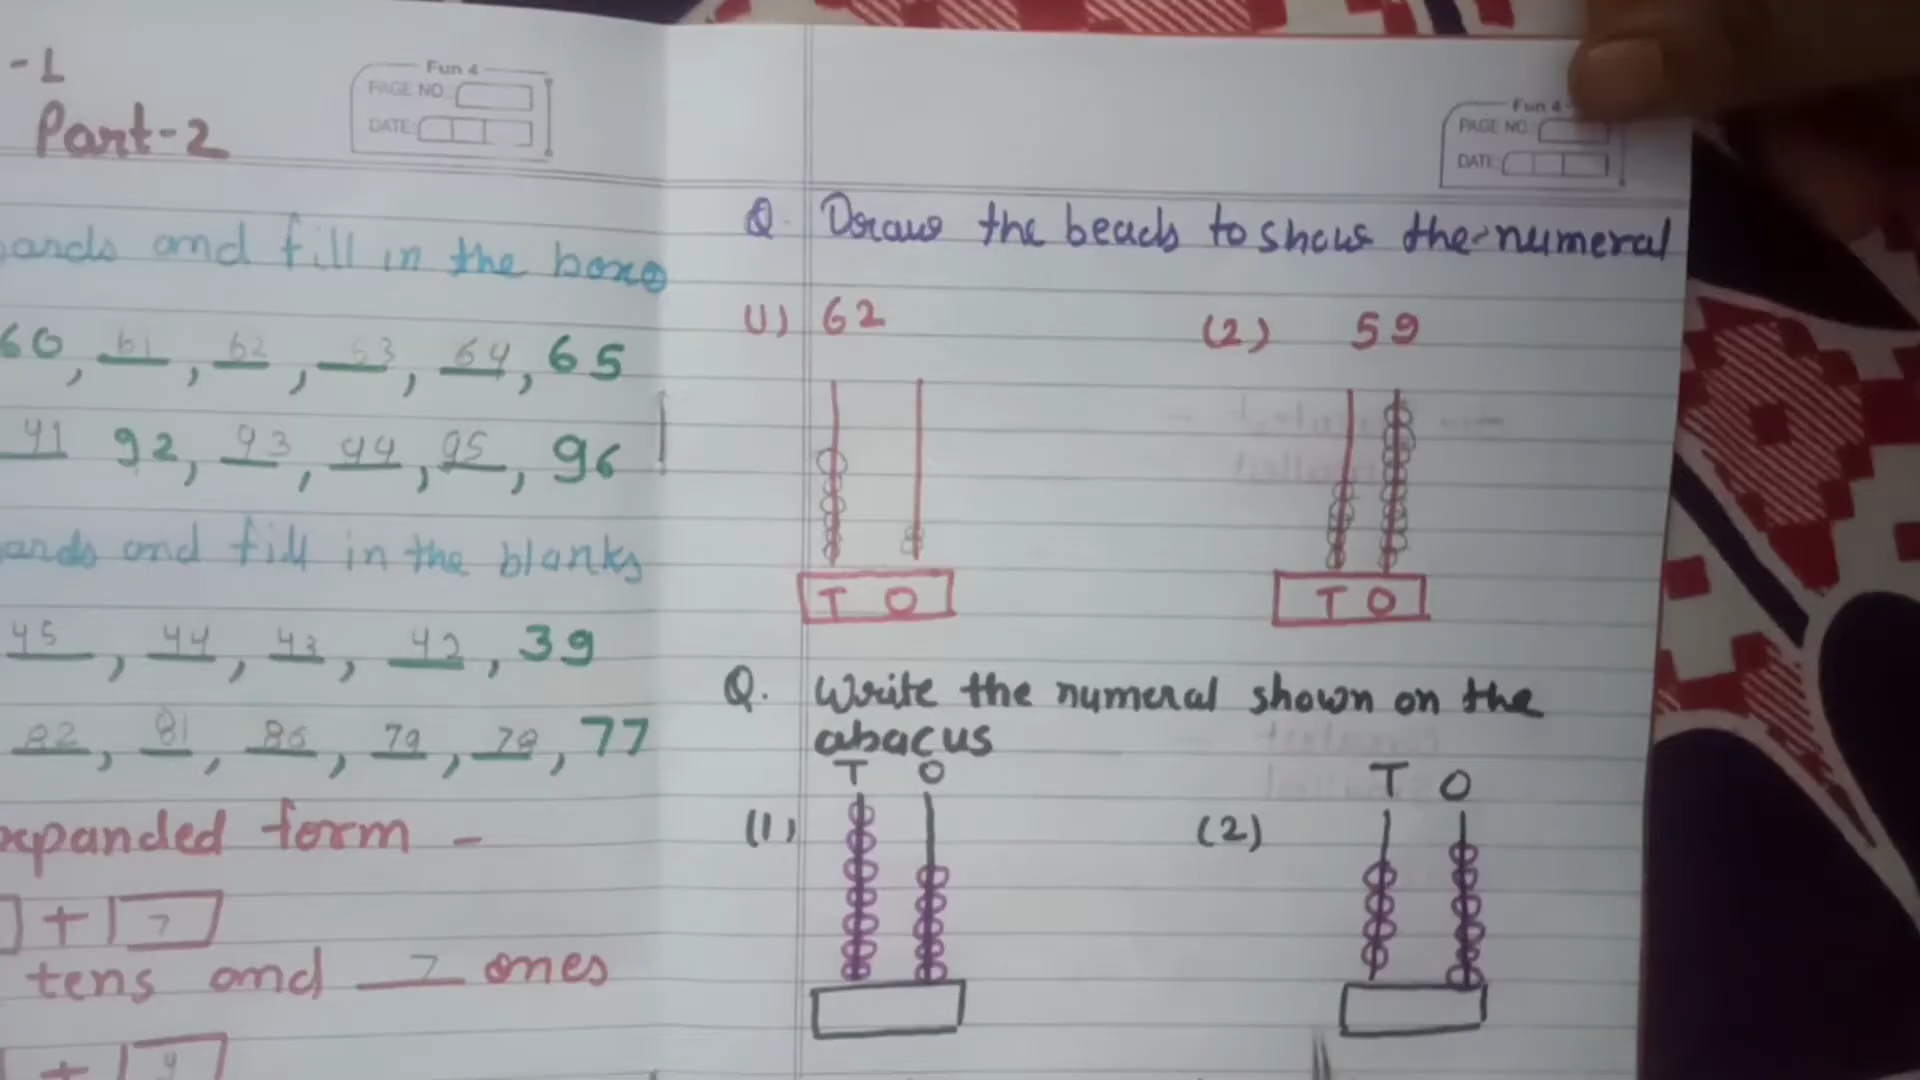 -1
Part-2
Fun 4
PAGE NO.
DATE:
and fill in the boxes
60, 61, 62, 63, 64, 65
91 92, 93, 94, 95, 96
and fill in the blanks
45, 44, 43, 42, 39
82, 81, 80, 79, 78, 77
xpanded form -
+ 7
tens and 7 ones
+ 4
Fun 4
PAGE NO.
DATE:
Q. Draw the beads to show the numeral
(1) 62 (2) 59
T O T O
Q. Write the numeral shown on the
abacus
T O T O
(1) (2)